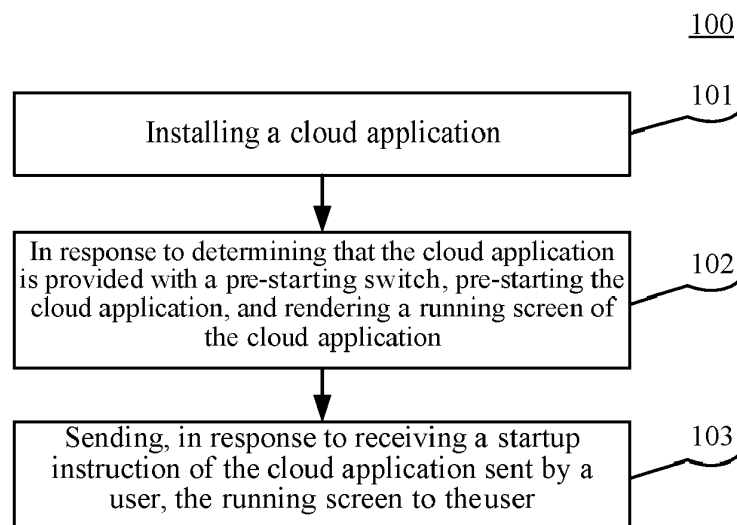 100
101
Installing a cloud application
In response to determining that the cloud application
is provided with a pre-starting switch, pre-starting the
cloud application, and rendering a running screen of
the cloud application
102
Sending, in response to receiving a startup
instruction of the cloud application sent by a
user, the running screen to theuser
103